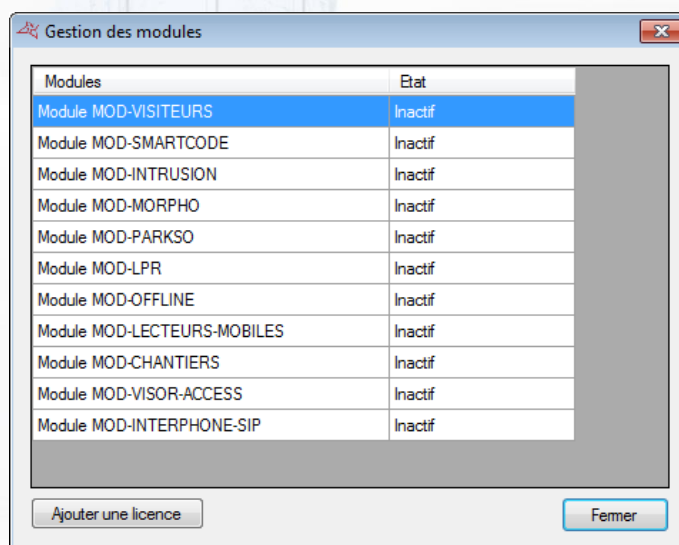 Gestion des modules
Modules Etat
Module MOD-VISITEURS Inactif
Module MOD-SMARTCODE Inactif
Module MOD-INTRUSION Inactif
Module MOD-MORPHO Inactif
Module MOD-PARKSO Inactif
Module MOD-LPR Inactif
Module MOD-OFFLINE Inactif
Module MOD-LECTEURS-MOBILES Inactif
Module MOD-CHANTIERS Inactif
Module MOD-VISOR-ACCESS Inactif
Module MOD-INTERPHONE-SIP Inactif
Ajouter une licence Fermer